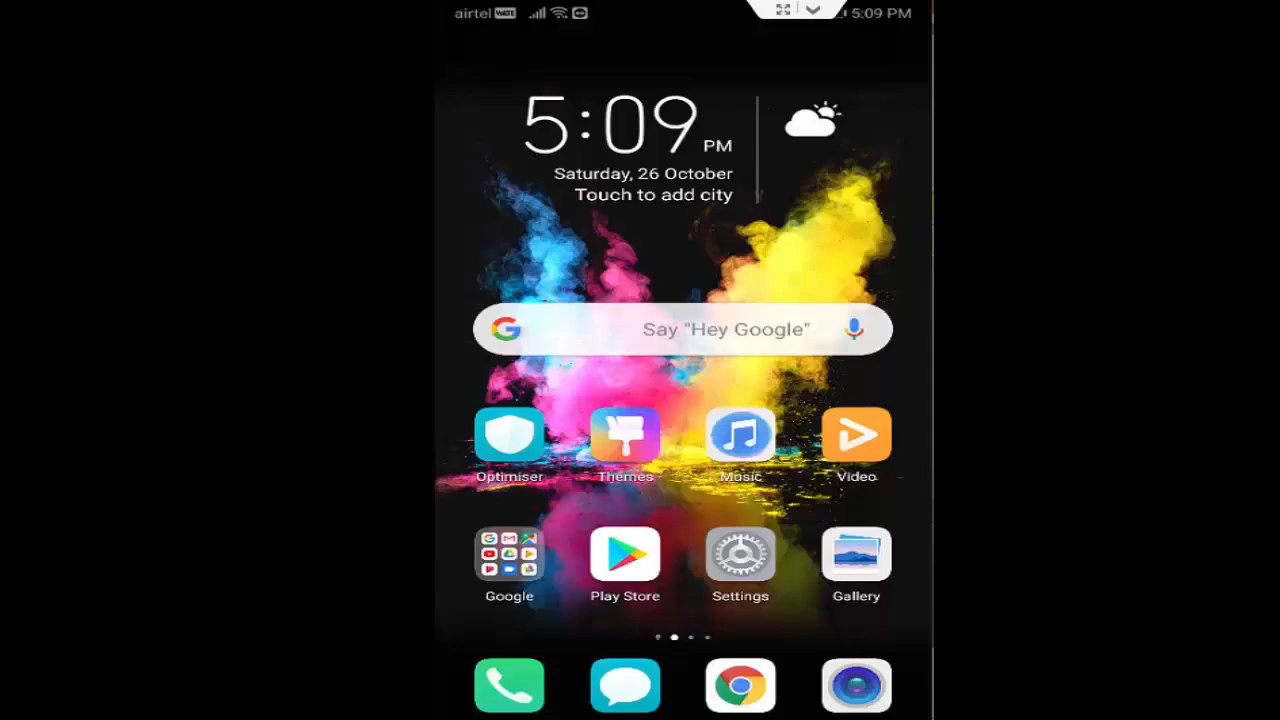 airtel VoLTE 5:09 PM
5:09 PM
Saturday, 26 October
Touch to add city
Say "Hey Google"
Optimiser Themes Music Video
Google Play Store Settings Gallery